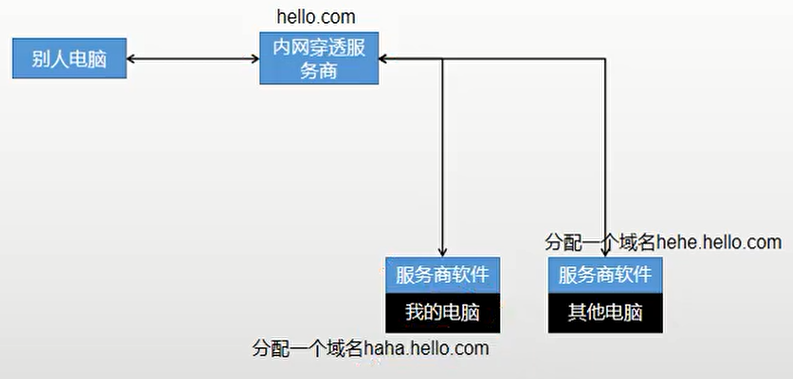 hello.com
别人电脑
内网穿透服
务商
分配一个域名hehe.hello.com
服务商软件
服务商软件
我的电脑
其他电脑
分配一个域名haha.hello.com